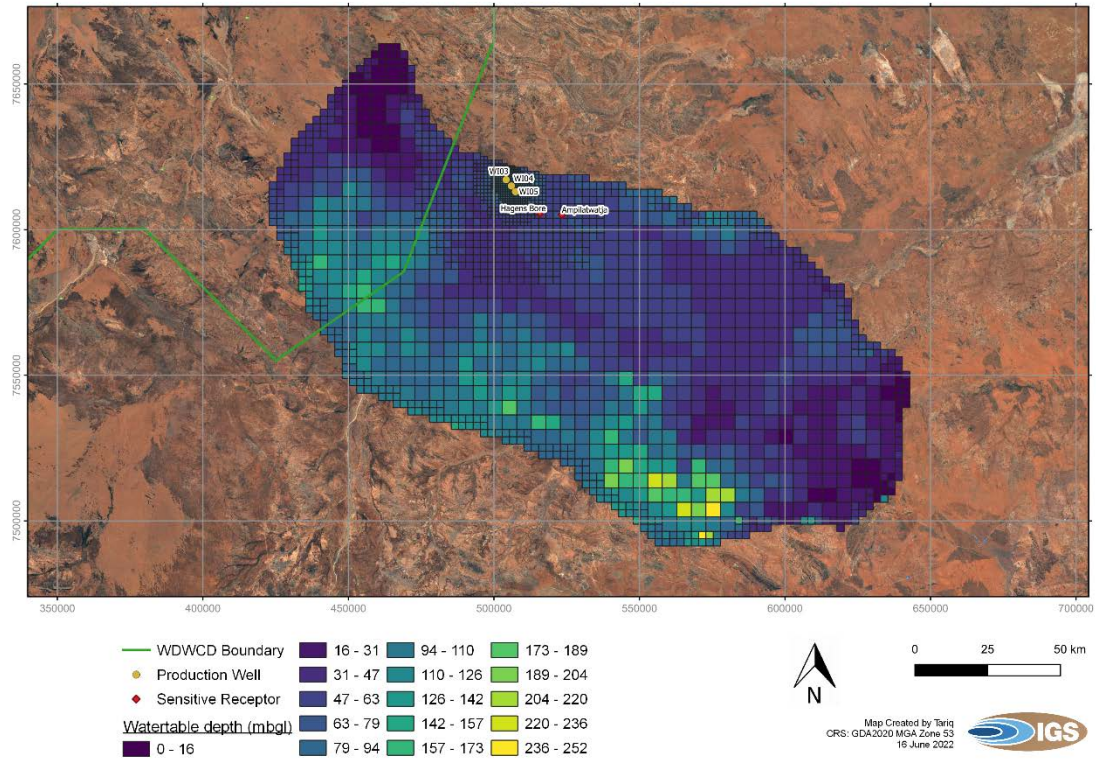 7650000
7600000
7550000
7500000
WI03
WI04
WI05
Hagens Bore
Ampilatwatja
350000
400000
450000
500000
550000
600000
650000
700000
WDWCD Boundary
Production Well
Sensitive Receptor
Watertable depth (mbgl)
0 - 16
16 - 31
31 - 47
47 - 63
63 - 79
79 - 94
94 - 110
110 - 126
126 - 142
142 - 157
157 - 173
173 - 189
189 - 204
204 - 220
220 - 236
236 - 252
N
0 25 50 km
Map Created by Tariq
CRS: GDA2020 MGA Zone 53
16 June 2022
IGS